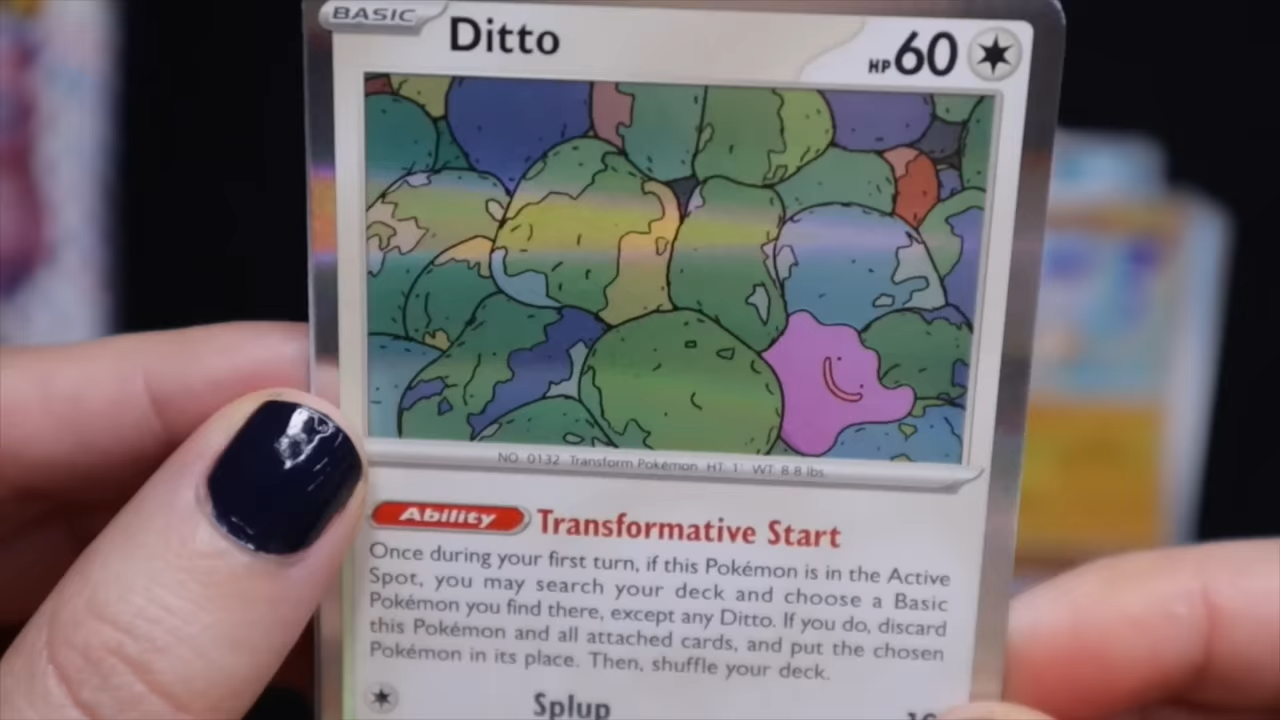 BASIC
Ditto
HP 60
NO. 0132 Transform Pokémon HT: 1' WT: 8.8 lbs.
Ability Transformative Start
Once during your first turn, if this Pokémon is in the Active
Spot, you may search your deck and choose a Basic
Pokémon you find there, except any Ditto. If you do, discard
this Pokémon and all attached cards, and put the chosen
Pokémon in its place. Then, shuffle your deck.
Splup